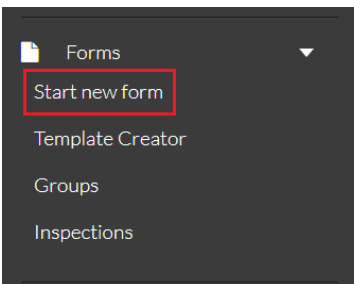 Forms
Start new form
Template Creator
Groups
Inspections